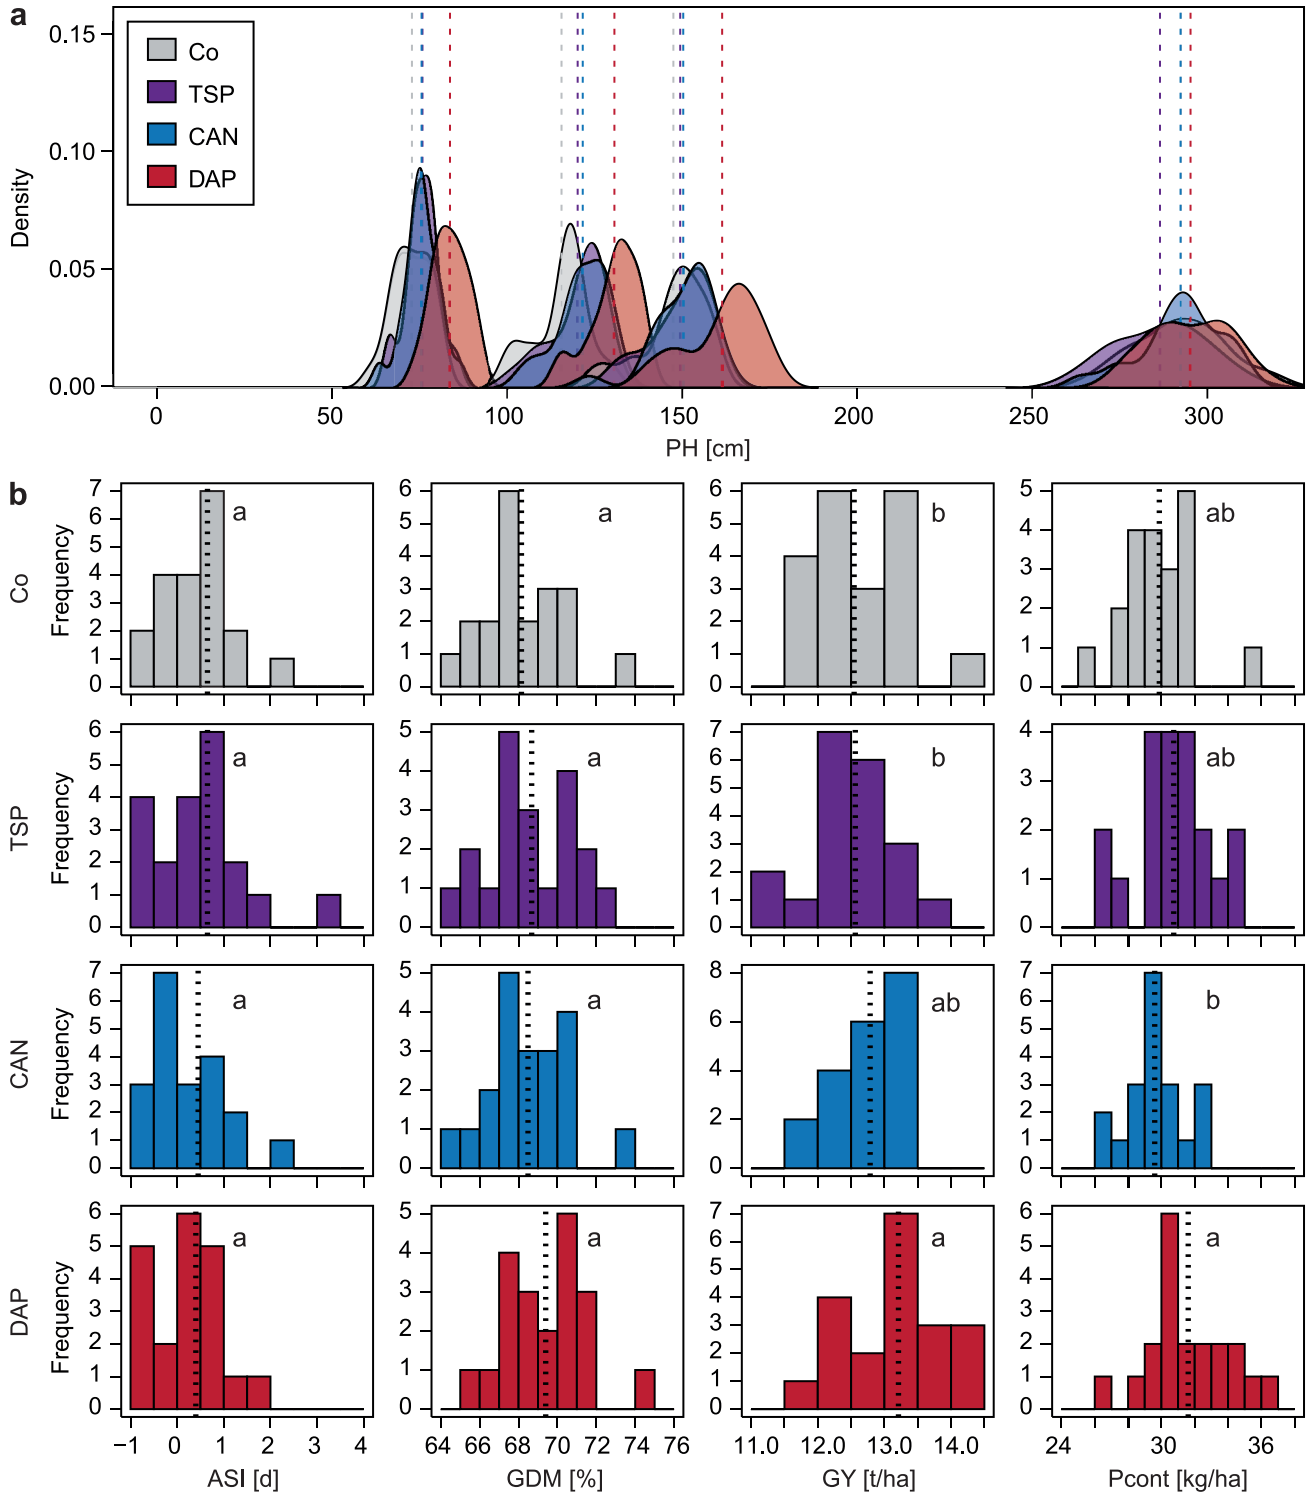 a
0.15
0.10
0.05
0.00
Density
Co
TSP
CAN
DAP
0 50 100 150 200 250 300
PH [cm]
b
Co
Frequency
7 6 5 4 3 2 1 0
a
6 5 4 3 2 1 0
a
6 5 4 3 2 1 0
b
5 4 3 2 1 0
ab
TSP
Frequency
6 5 4 3 2 1 0
a
5 4 3 2 1 0
a
7 6 5 4 3 2 1 0
b
4 3 2 1 0
ab
CAN
Frequency
7 6 5 4 3 2 1 0
a
5 4 3 2 1 0
a
8 6 4 2 0
ab
7 6 5 4 3 2 1 0
b
DAP
Frequency
6 5 4 3 2 1 0
a
5 4 3 2 1 0
a
7 6 5 4 3 2 1 0
a
6 5 4 3 2 1 0
a
−1 0 1 2 3 4
64 66 68 70 72 74 76
11.0 12.0 13.0 14.0
24 30 36
ASI [d]
GDM [%]
GY [t/ha]
Pcont [kg/ha]